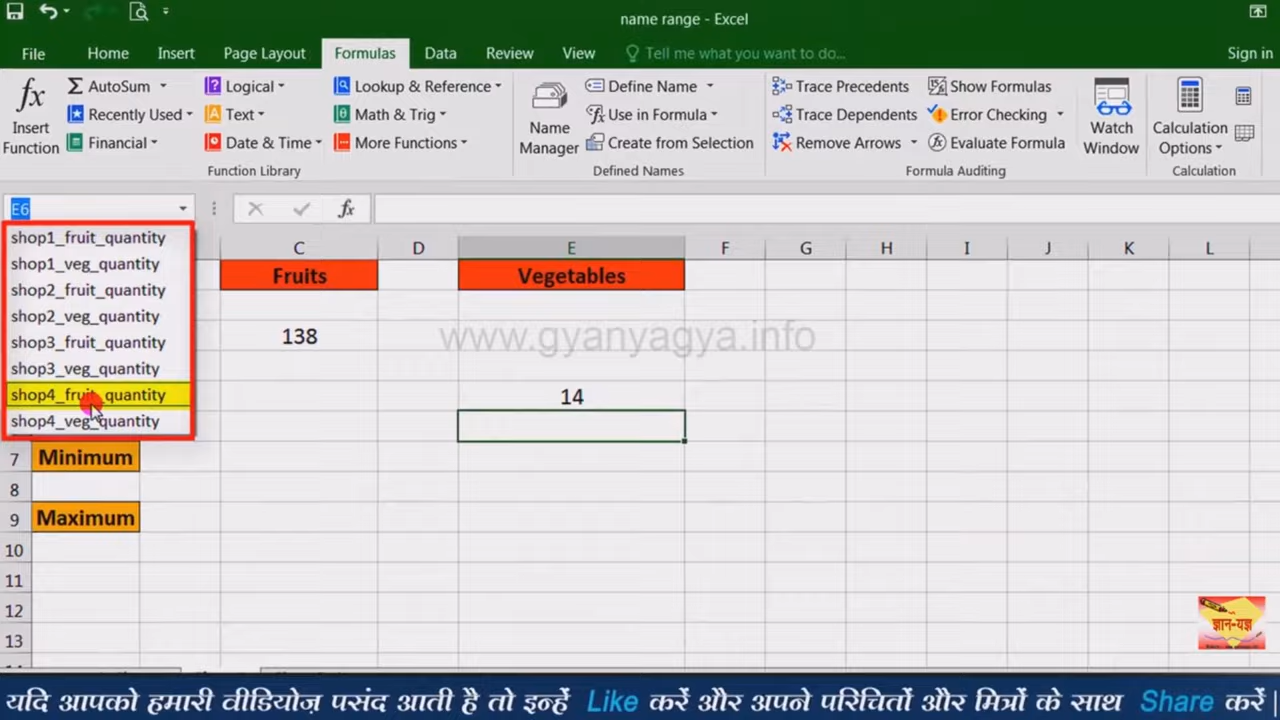 name range - Excel
File Home Insert Page Layout Formulas Data Review View Tell me what you want to do... Sign in
fx Σ AutoSum Logical Lookup & Reference Define Name Trace Precedents Show Formulas
Recently Used Text Math & Trig Use in Formula Trace Dependents Error Checking
Insert Function Financial Date & Time More Functions Name Manager Create from Selection Remove Arrows Evaluate Formula Watch Window Calculation Options
Function Library Defined Names Formula Auditing Calculation
E6 fx
shop1_fruit_quantity
shop1_veg_quantity
shop2_fruit_quantity
shop2_veg_quantity
shop3_fruit_quantity
shop3_veg_quantity
shop4_fruit_quantity
shop4_veg_quantity
C D E F G H I J K L
Fruits Vegetables
138
www.gyanyagya.info
14
7 Minimum
8
9 Maximum
10
11
12
13
ज्ञान-यज्ञ
यदि आपको हमारी वीडियोज़ पसंद आती है तो इन्हें Like करें और अपने परिचितों और मित्रों के साथ Share करें |